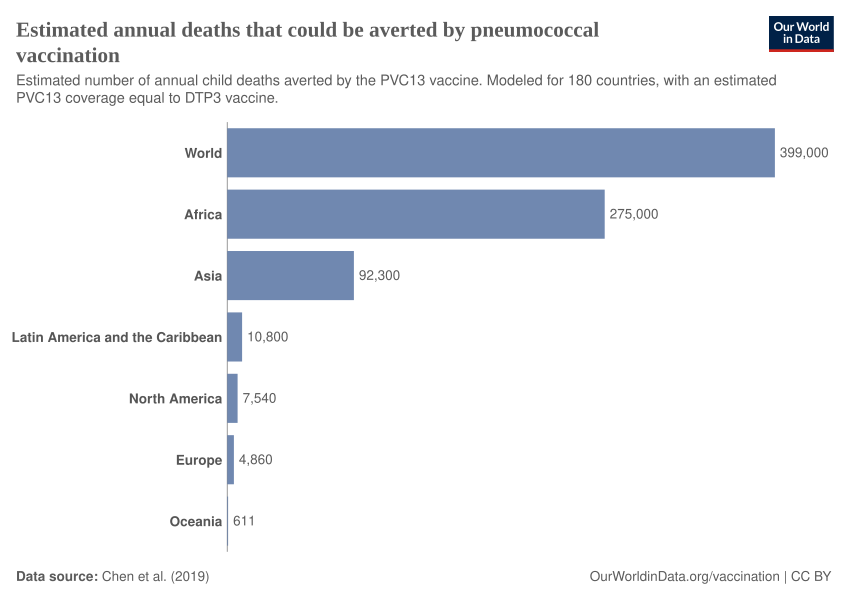 Estimated annual deaths that could be averted by pneumococcal
vaccination
Our World
in Data
Estimated number of annual child deaths averted by the PVC13 vaccine. Modeled for 180 countries, with an estimated
PVC13 coverage equal to DTP3 vaccine.
World 399,000
Africa 275,000
Asia 92,300
Latin America and the Caribbean 10,800
North America 7,540
Europe 4,860
Oceania 611
Data source: Chen et al. (2019)
OurWorldinData.org/vaccination | CC BY